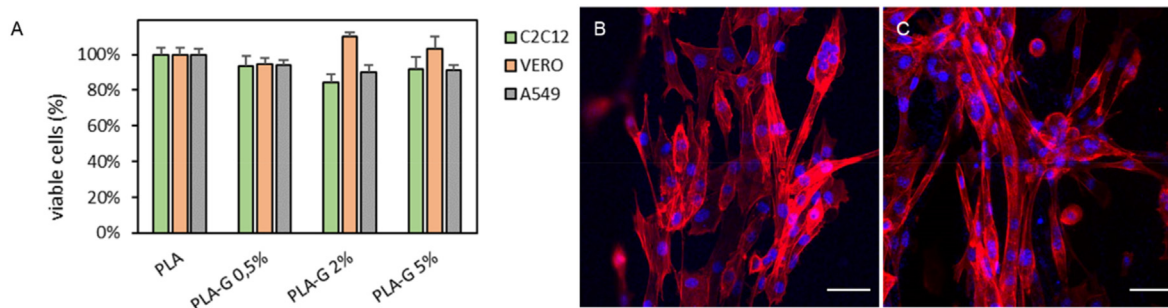 A
viable cells (%)
100%
80%
60%
40%
20%
0%
PLA
PLA-G 0,5%
PLA-G 2%
PLA-G 5%
C2C12
VERO
A549
B
C